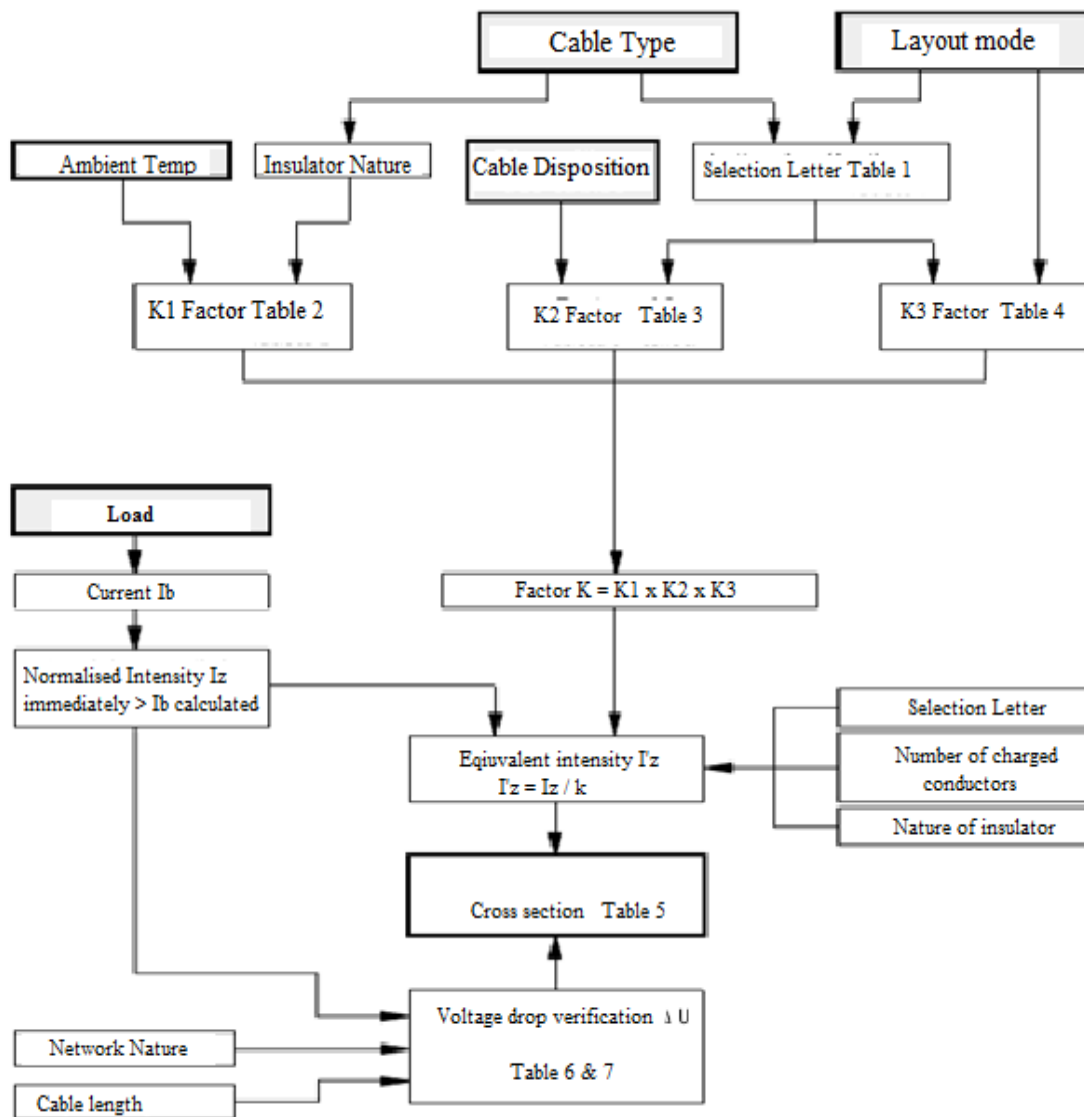 Cable Type
Layout mode
Ambient Temp
Insulator Nature
Cable Disposition
Selection Letter Table 1
K1 Factor Table 2
K2 Factor Table 3
K3 Factor Table 4
Load
Current Ib
Factor K = K1 x K2 x K3
Normalised Intensity Iz
immediately > Ib calculated
Selection Letter
Number of charged
conductors
Nature of insulator
Eqiuvalent intensity I'z
I'z = Iz / k
Cross section Table 5
Voltage drop verification Δ U
Table 6 & 7
Network Nature
Cable length